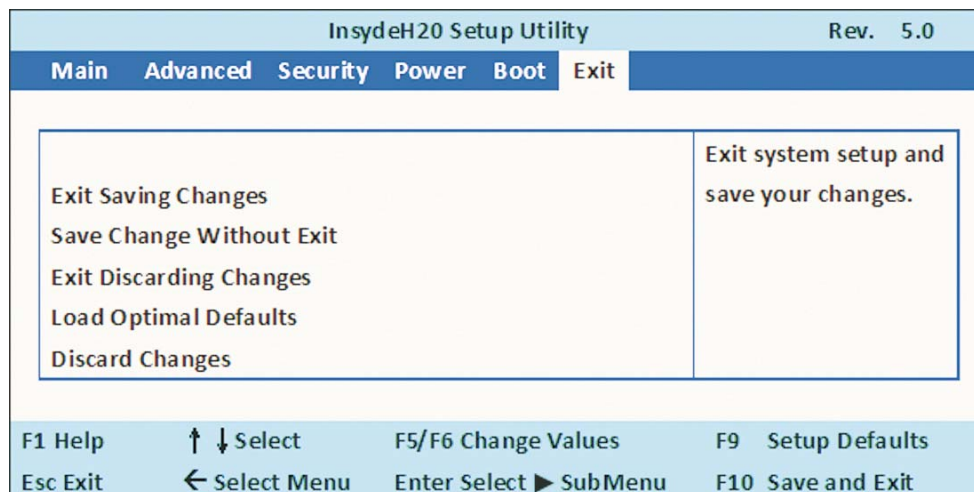 InsydeH20 Setup Utility Rev. 5.0
Main Advanced Security Power Boot Exit
Exit Saving Changes
Save Change Without Exit
Exit Discarding Changes
Load Optimal Defaults
Discard Changes
Exit system setup and
save your changes.
F1 Help ↑ ↓ Select F5/F6 Change Values F9 Setup Defaults
Esc Exit ← Select Menu Enter Select ▶ SubMenu F10 Save and Exit